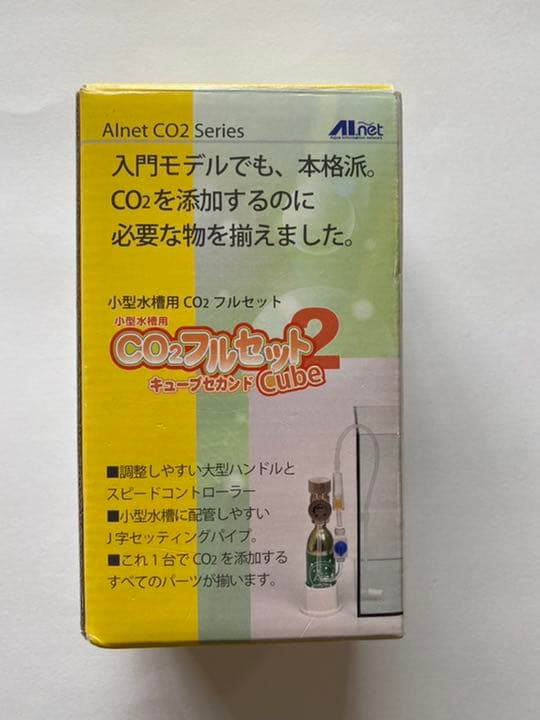 AInet CO2 Series
AI.net
Aqua Information network
入門モデルでも、本格派。
CO2を添加するのに
必要な物を揃えました。
小型水槽用 CO2 フルセット
小型水槽用
CO2フルセット2
キューブセカンド Cube
■調整しやすい大型ハンドルと
スピードコントローラー
■小型水槽に配管しやすい
J字セッティングパイプ。
■これ1台でCO2を添加する
すべてのパーツが揃います。